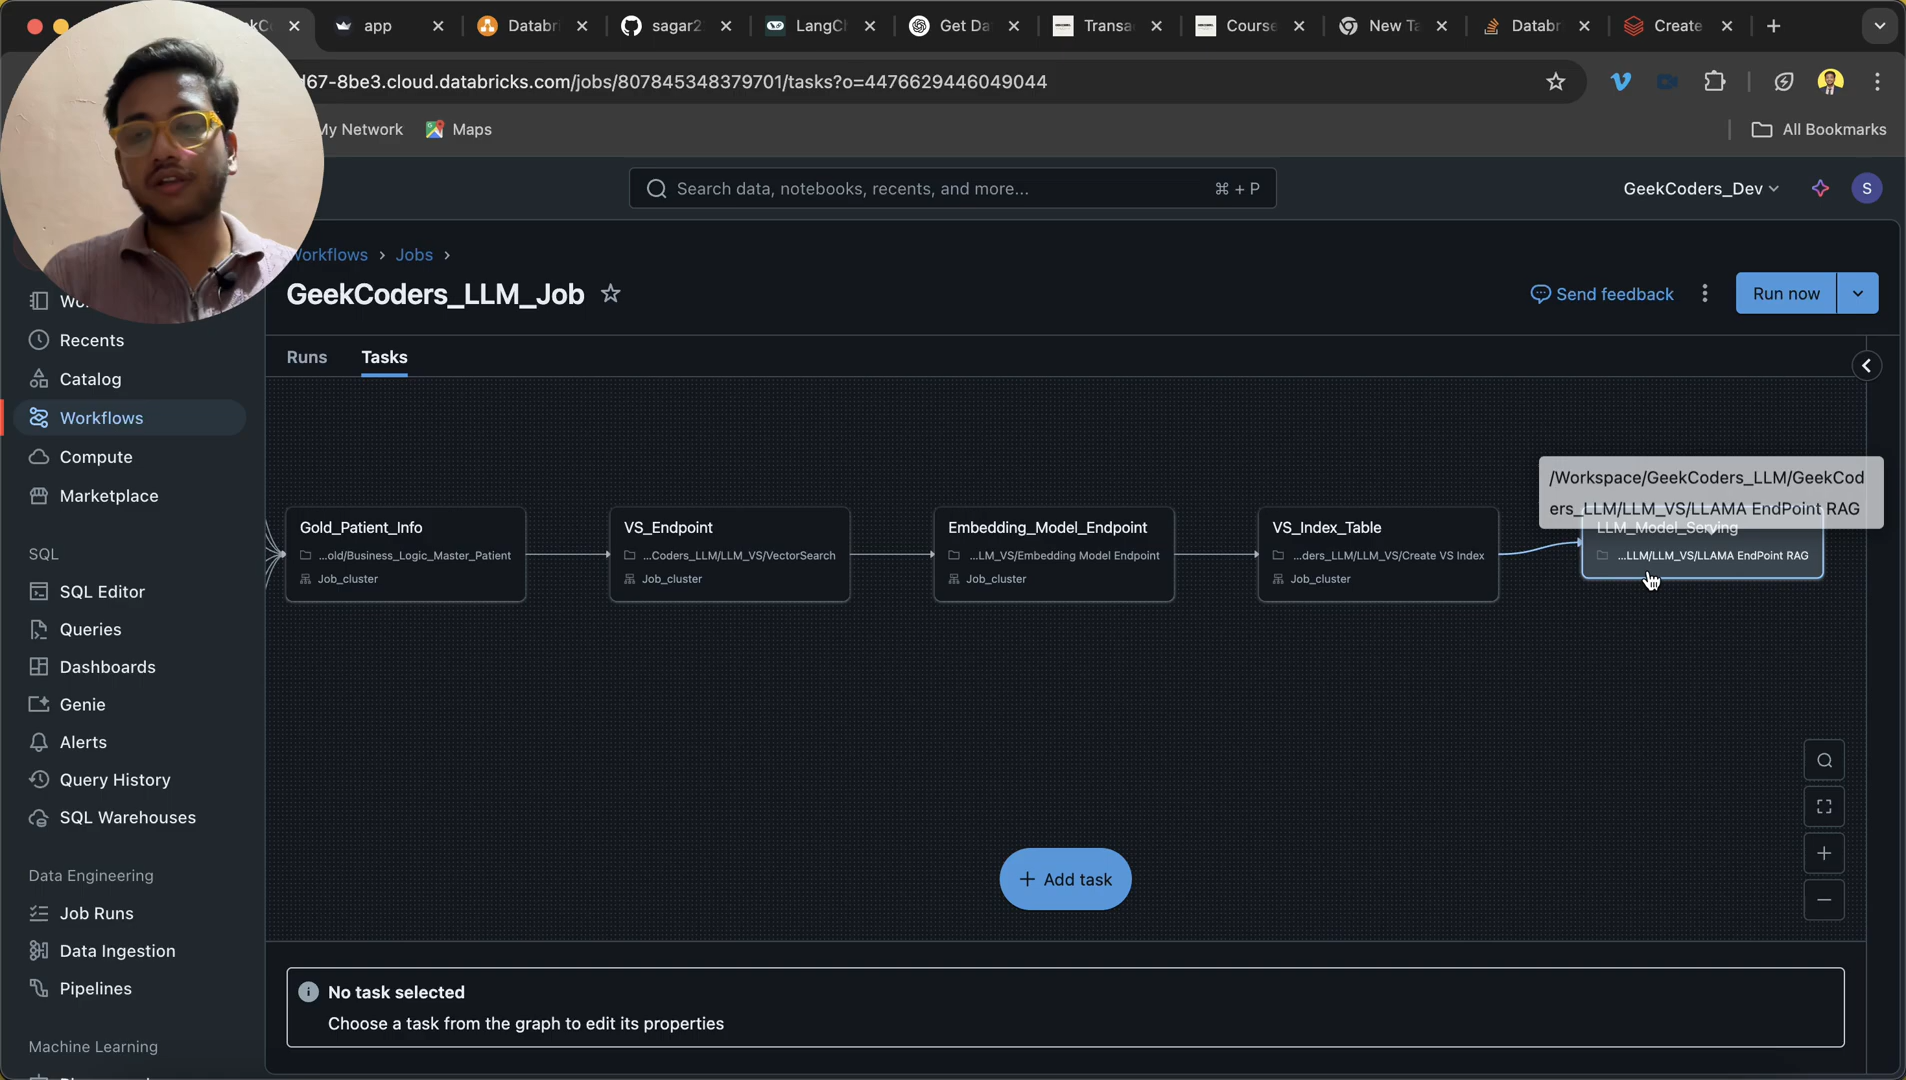 app
Databri
sagar2
LangCh
Get Da
Transa
Course
New Ta
Databr
Create
d67-8be3.cloud.databricks.com/jobs/807845348379701/tasks?o=4476629446049044
My Network
Maps
All Bookmarks
Search data, notebooks, recents, and more...
⌘ + P
GeekCoders_Dev
S
Workflows › Jobs ›
GeekCoders_LLM_Job
Send feedback
Run now
Runs
Tasks
Recents
Catalog
Workflows
Compute
Marketplace
SQL
SQL Editor
Queries
Dashboards
Genie
Alerts
Query History
SQL Warehouses
Data Engineering
Job Runs
Data Ingestion
Pipelines
Machine Learning
Gold_Patient_Info
...old/Business_Logic_Master_Patient
Job_cluster
VS_Endpoint
...Coders_LLM/LLM_VS/VectorSearch
Job_cluster
Embedding_Model_Endpoint
...LM_VS/Embedding Model Endpoint
Job_cluster
VS_Index_Table
...ders_LLM/LLM_VS/Create VS Index
Job_cluster
/Workspace/GeekCoders_LLM/GeekCod
ers_LLM/LLM_VS/LLAMA EndPoint RAG
LLM_Model_Serving
...LLM/LLM_VS/LLAMA EndPoint RAG
+ Add task
No task selected
Choose a task from the graph to edit its properties